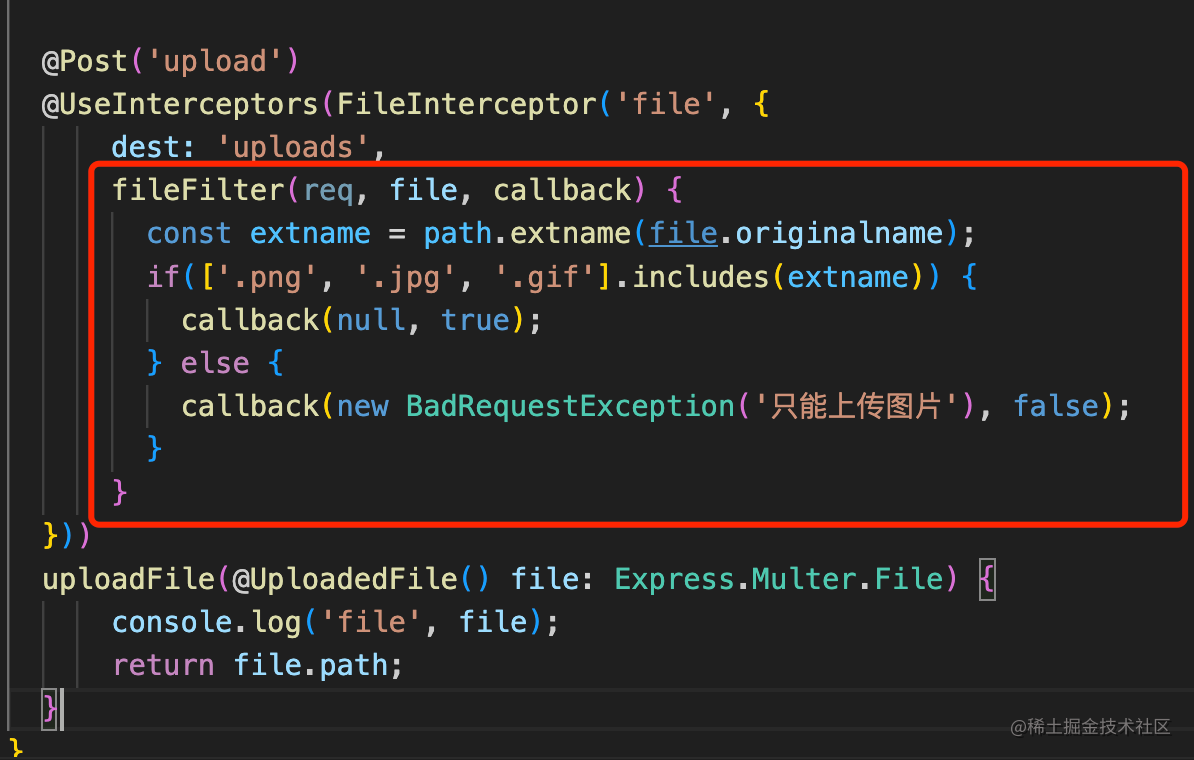 @Post('upload')
@UseInterceptors(FileInterceptor('file', {
dest: 'uploads',
fileFilter(req, file, callback) {
const extname = path.extname(file.originalname);
if(['.png', '.jpg', '.gif'].includes(extname)) {
callback(null, true);
} else {
callback(new BadRequestException('只能上传图片'), false);
}
}
}))
uploadFile(@UploadedFile() file: Express.Multer.File) {
console.log('file', file);
return file.path;
}
@稀土掘金技术社区
}